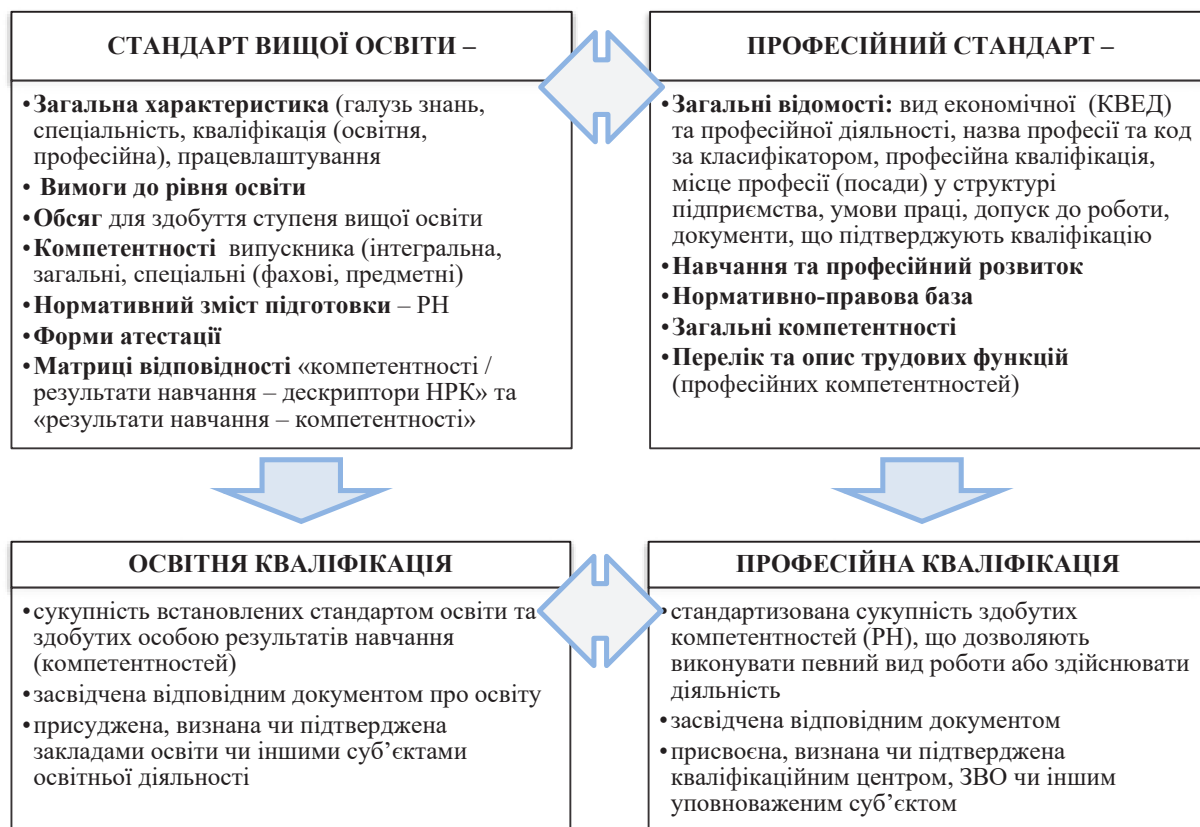 СТАНДАРТ ВИЩОЇ ОСВІТИ –
•Загальна характеристика (галузь знань,
спеціальність, кваліфікація (освітня,
професійна), працевлаштування
• Вимоги до рівня освіти
•Обсяг для здобуття ступеня вищої освіти
•Компетентності випускника (інтегральна,
загальні, спеціальні (фахові, предметні)
•Нормативний зміст підготовки – РН
•Форми атестації
•Матриці відповідності «компетентності /
результати навчання – дескриптори НРК» та
«результати навчання – компетентності»
ПРОФЕСІЙНИЙ СТАНДАРТ –
•Загальні відомості: вид економічної (КВЕД)
та професійної діяльності, назва професії та код
за класифікатором, професійна кваліфікація,
місце професії (посади) у структурі
підприємства, умови праці, допуск до роботи,
документи, що підтверджують кваліфікацію
•Навчання та професійний розвиток
•Нормативно-правова база
•Загальні компетентності
•Перелік та опис трудових функцій
(професійних компетентностей)
ОСВІТНЯ КВАЛІФІКАЦІЯ
•сукупність встановлених стандартом освіти та
здобутих особою результатів навчання
(компетентностей)
•засвідчена відповідним документом про освіту
•присуджена, визнана чи підтверджена
закладами освіти чи іншими суб’єктами
освітньої діяльності
ПРОФЕСІЙНА КВАЛІФІКАЦІЯ
•стандартизована сукупність здобутих
компетентностей (РН), що дозволяють
виконувати певний вид роботи або здійснювати
діяльність
•засвідчена відповідним документом
•присвоєна, визнана чи підтверджена
кваліфікаційним центром, ЗВО чи іншим
уповноваженим суб’єктом